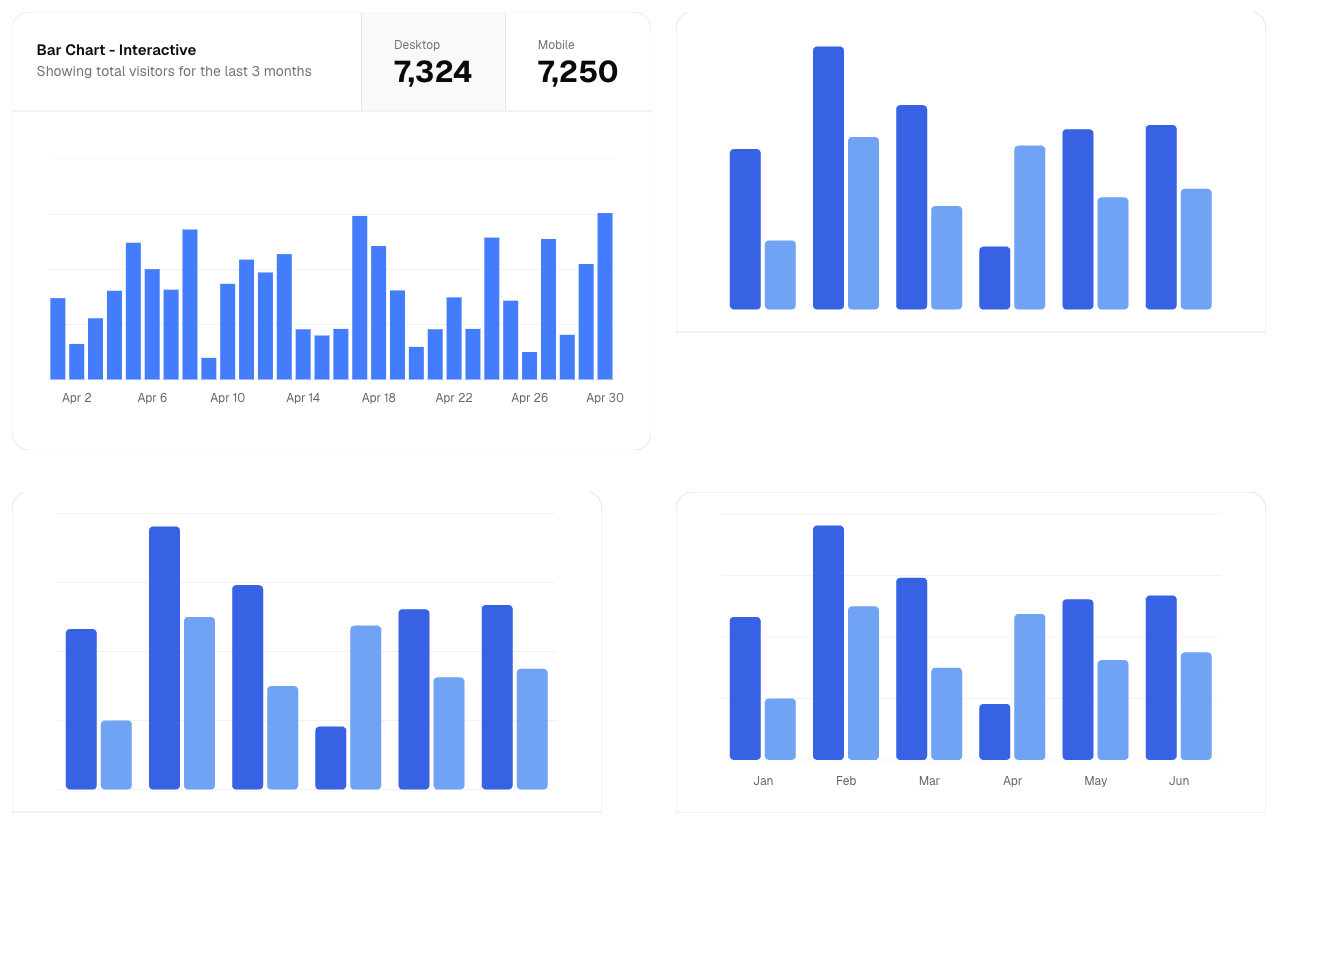 Bar Chart - Interactive
Showing total visitors for the last 3 months
Desktop
7,324
Mobile
7,250
Apr 2 Apr 6 Apr 10 Apr 14 Apr 18 Apr 22 Apr 26 Apr 30
Jan Feb Mar Apr May Jun